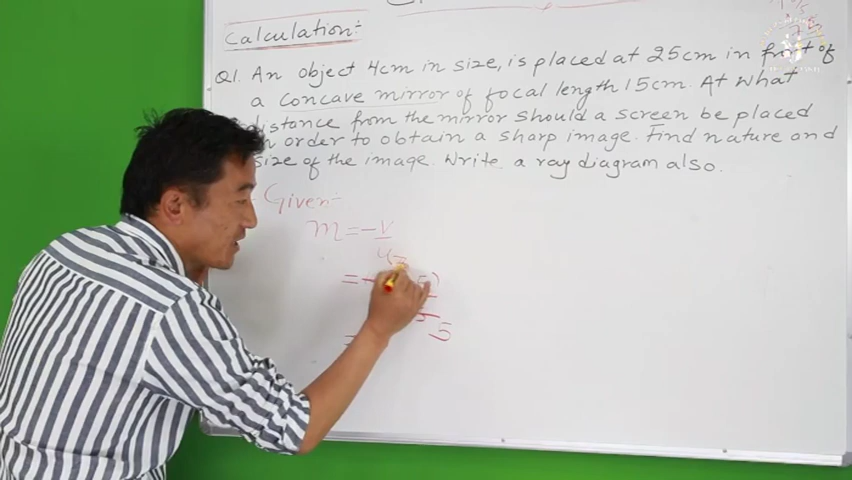 Calculation:-
Q1. An object 4cm in size, is placed at 25cm in front of
a concave mirror of focal length 15cm. At what
distance from the mirror should a screen be placed
order to obtain a sharp image. Find nature and
size of the image. Write a ray diagram also.
Given:-
m = -v
u
=
5
=